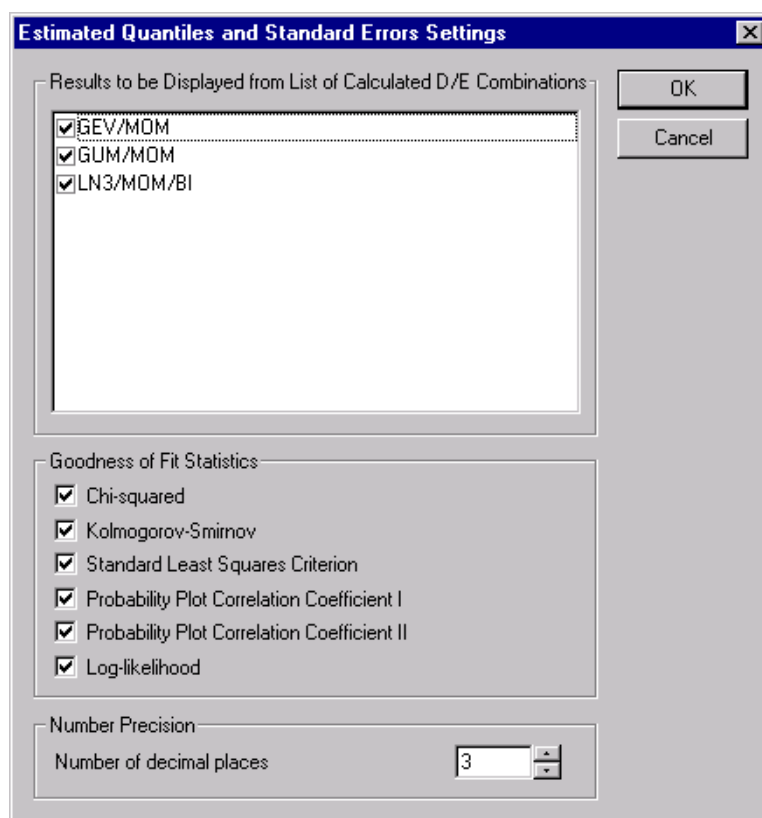 Estimated Quantiles and Standard Errors Settings
Results to be Displayed from List of Calculated D/E Combinations
OK
Cancel
GEV/MOM
GUM/MOM
LN3/MOM/BI
Goodness of Fit Statistics
Chi-squared
Kolmogorov-Smirnov
Standard Least Squares Criterion
Probability Plot Correlation Coefficient I
Probability Plot Correlation Coefficient II
Log-likelihood
Number Precision
Number of decimal places 3